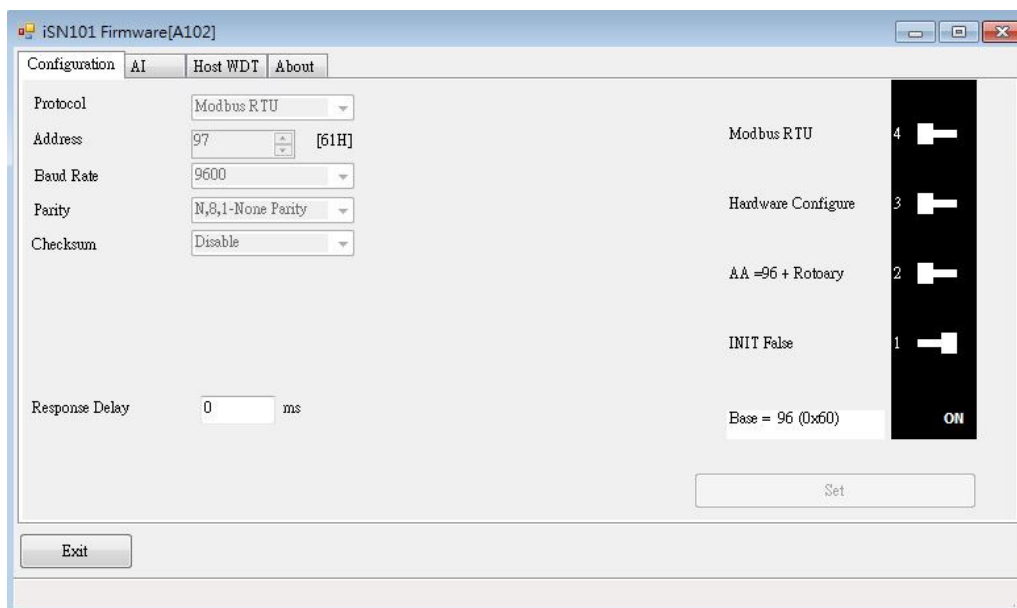 iSN101 Firmware[A102]
Configuration AI Host WDT About
Protocol Modbus RTU
Address 97 [61H]
Baud Rate 9600
Parity N,8,1-None Parity
Checksum Disable
Response Delay 0 ms
Modbus RTU 4
Hardware Configure 3
AA =96 + Rotoary 2
INIT False 1
Base = 96 (0x60) ON
Set
Exit